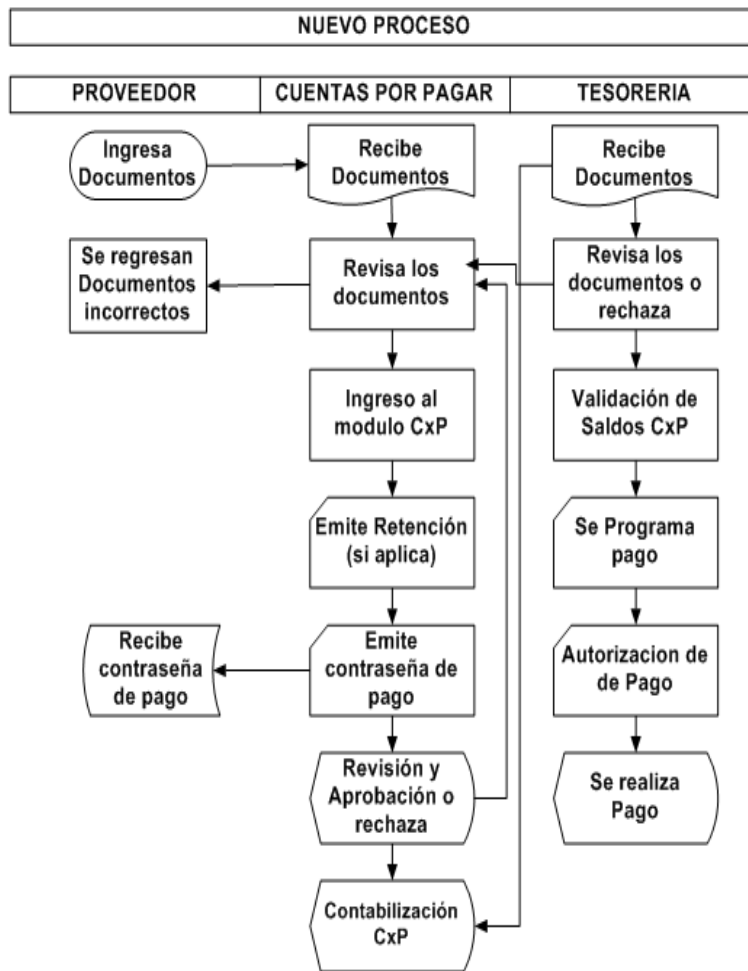 NUEVO PROCESO
PROVEEDOR
CUENTAS POR PAGAR
TESORERIA
Ingresa
Documentos
Recibe
Documentos
Recibe
Documentos
Se regresan
Documentos
incorrectos
Revisa los
documentos
Revisa los
documentos o
rechaza
Ingreso al
modulo CxP
Validación de
Saldos CxP
Emite Retención
(si aplica)
Se Programa
pago
Recibe
contraseña
de pago
Emite
contraseña de
pago
Autorizacion de
de Pago
Revisión y
Aprobación o
rechaza
Se realiza
Pago
Contabilización
CxP